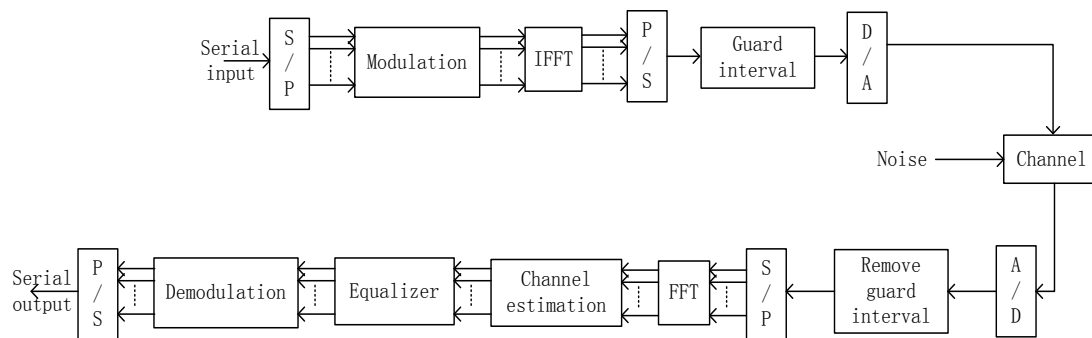 Serial
input
S
/
P
Modulation
IFFT
P
/
S
Guard
interval
D
/
A
Noise
Channel
Serial
output
P
/
S
Demodulation
Equalizer
Channel
estimation
FFT
S
/
P
Remove
guard
interval
A
/
D